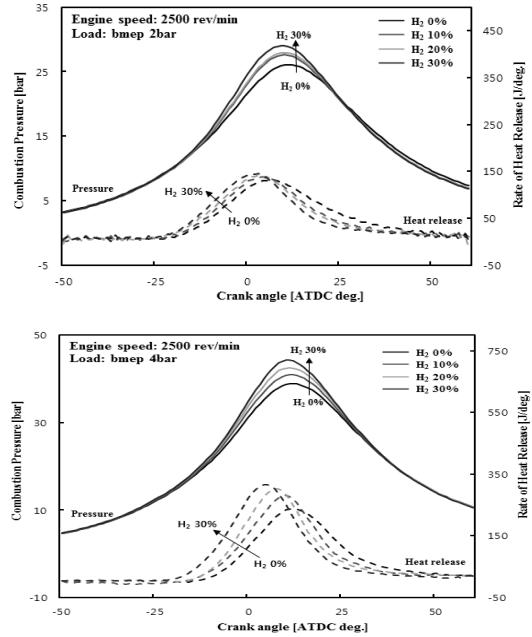 Engine speed: 2500 rev/min
Load: bmep 2bar
H2 0%
H2 10%
H2 20%
H2 30%
H2 30%
H2 0%
Pressure
H2 30%
H2 0%
Heat release
Combustion Pressure [bar]
35
25
15
5
-5
Rate of Heat Release [J/deg.]
450
350
250
150
50
-50
-50
-25
0
25
50
Crank angle [ATDC deg.]
Engine speed: 2500 rev/min
Load: bmep 4bar
H2 0%
H2 10%
H2 20%
H2 30%
H2 30%
H2 0%
Pressure
H2 30%
H2 0%
Heat release
Combustion Pressure [bar]
50
30
10
-10
Rate of Heat Release [J/deg.]
750
550
350
150
-50
-50
-25
0
25
50
Crank angle [ATDC deg.]